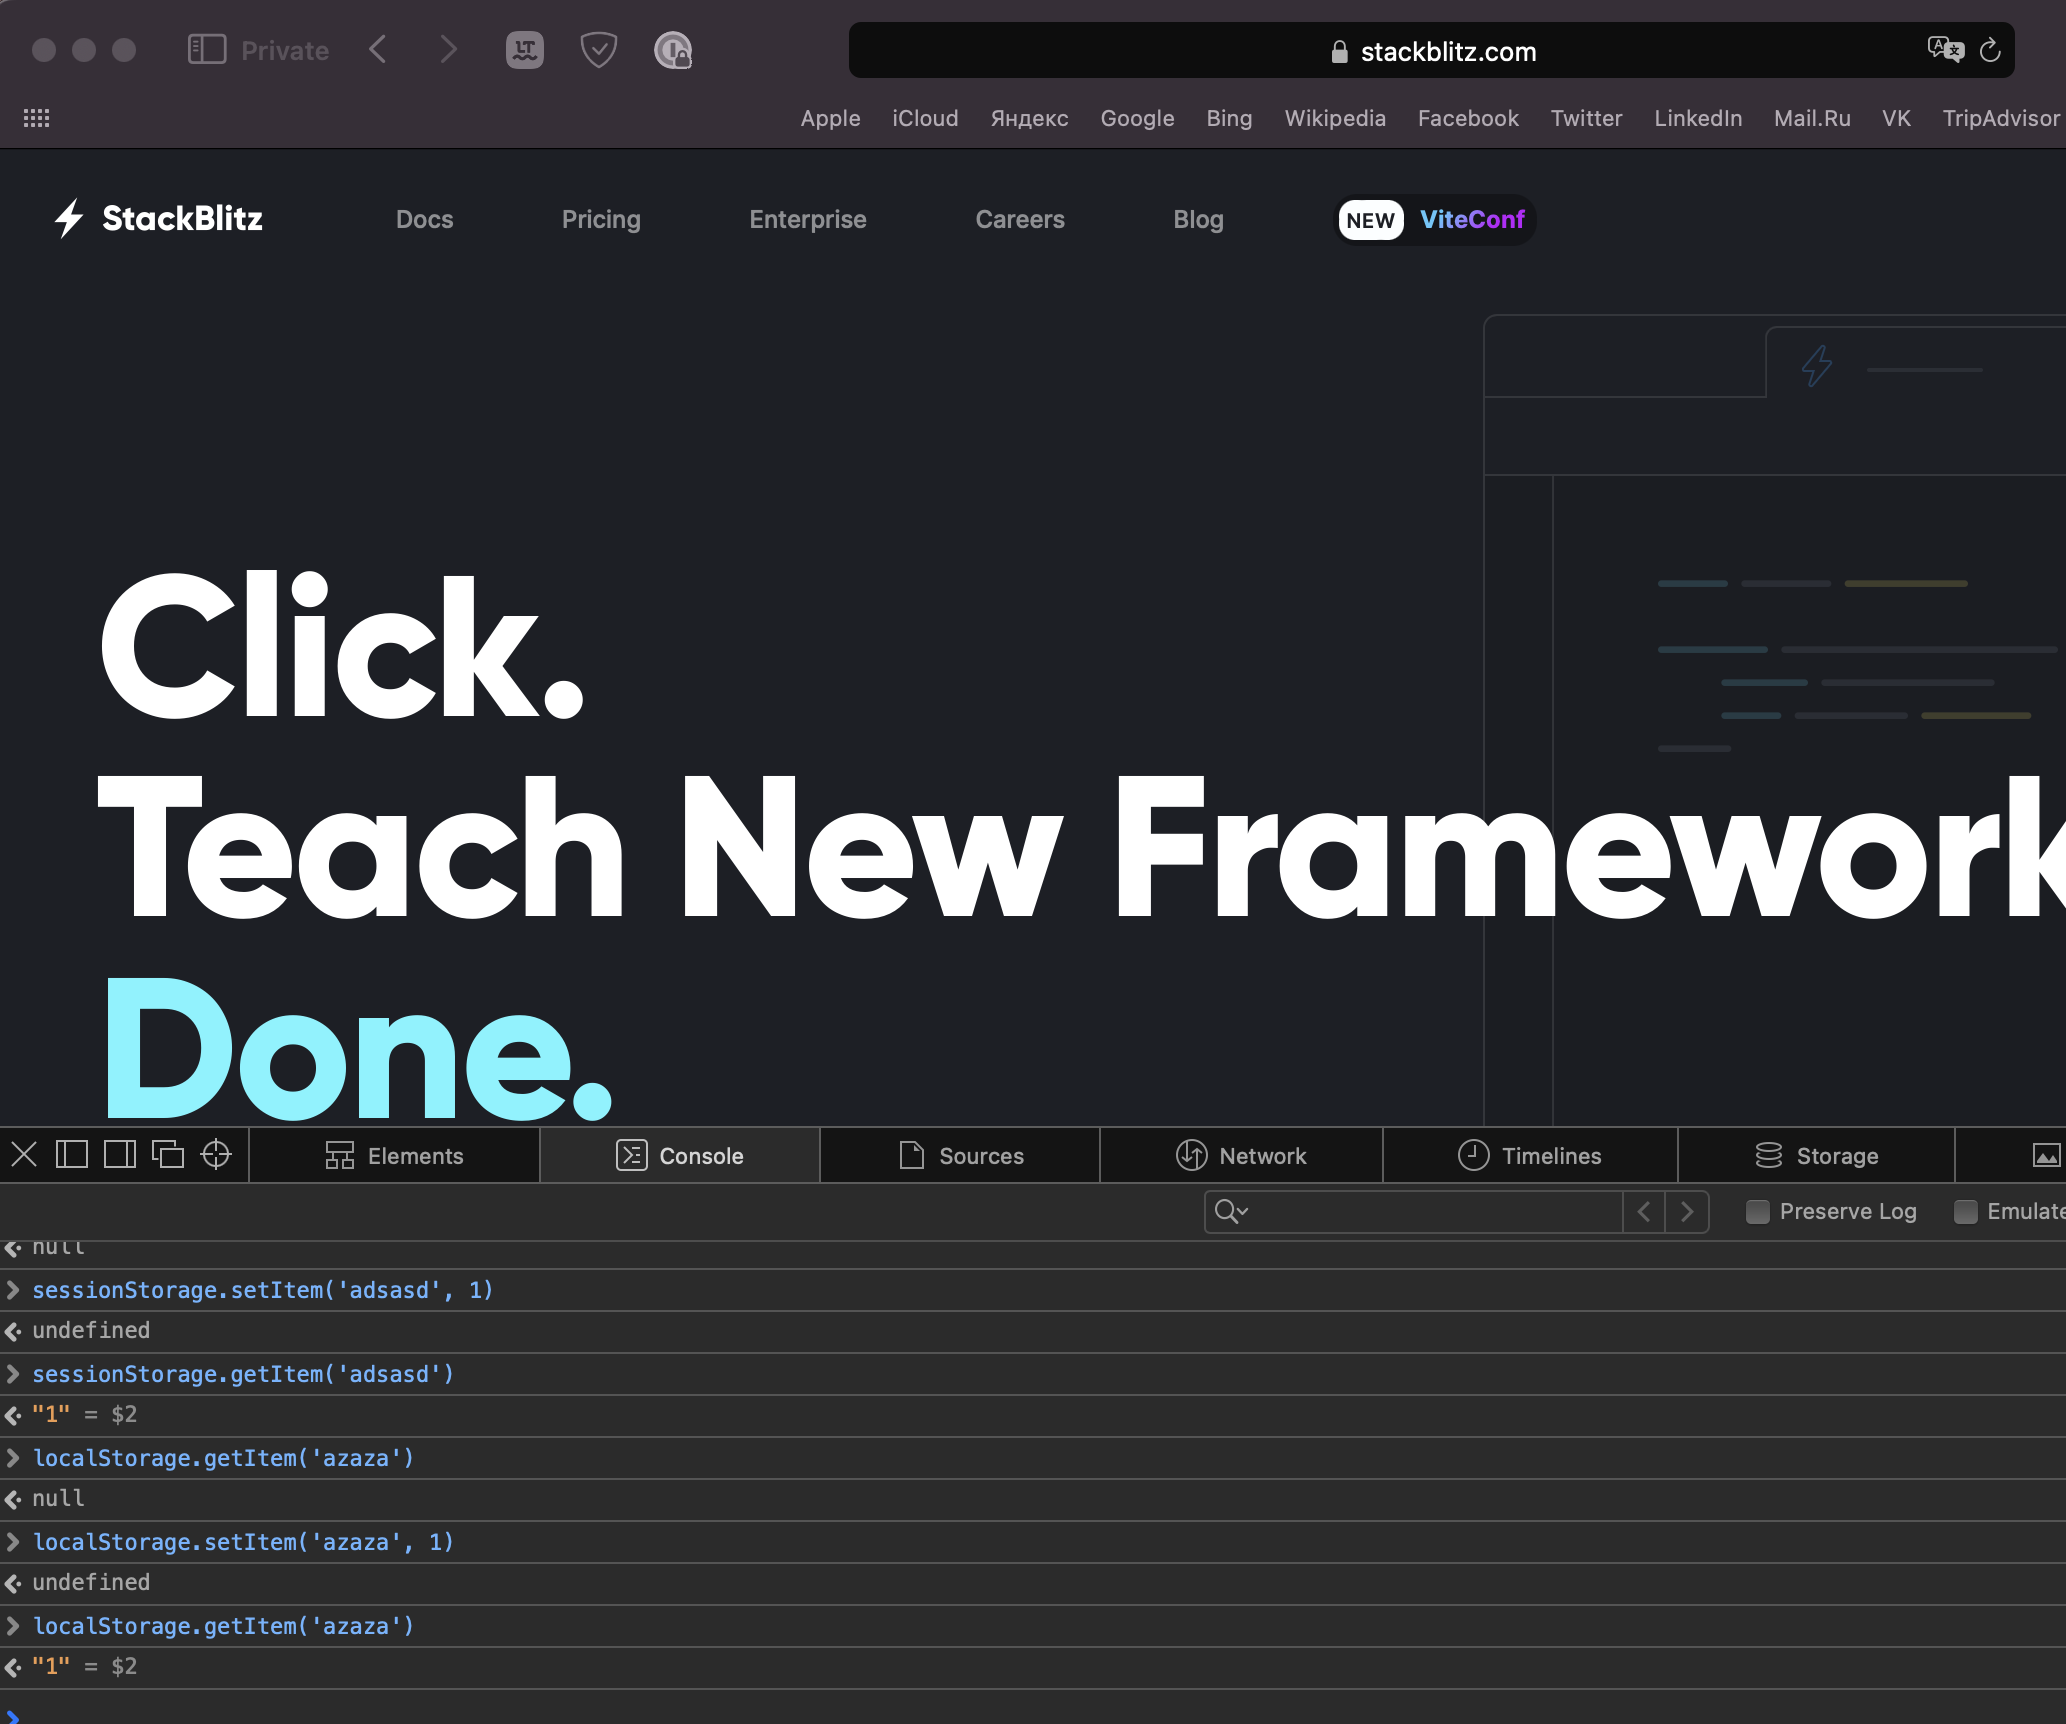 Private
stackblitz.com
Apple iCloud Яндекс Google Bing Wikipedia Facebook Twitter LinkedIn Mail.Ru VK TripAdvisor
StackBlitz Docs Pricing Enterprise Careers Blog NEW ViteConf
Click.
Teach New Framework
Done.
Elements Console Sources Network Timelines Storage
Preserve Log Emulate
null
sessionStorage.setItem('adsasd', 1)
undefined
sessionStorage.getItem('adsasd')
"1" = $2
localStorage.getItem('azaza')
null
localStorage.setItem('azaza', 1)
undefined
localStorage.getItem('azaza')
"1" = $2